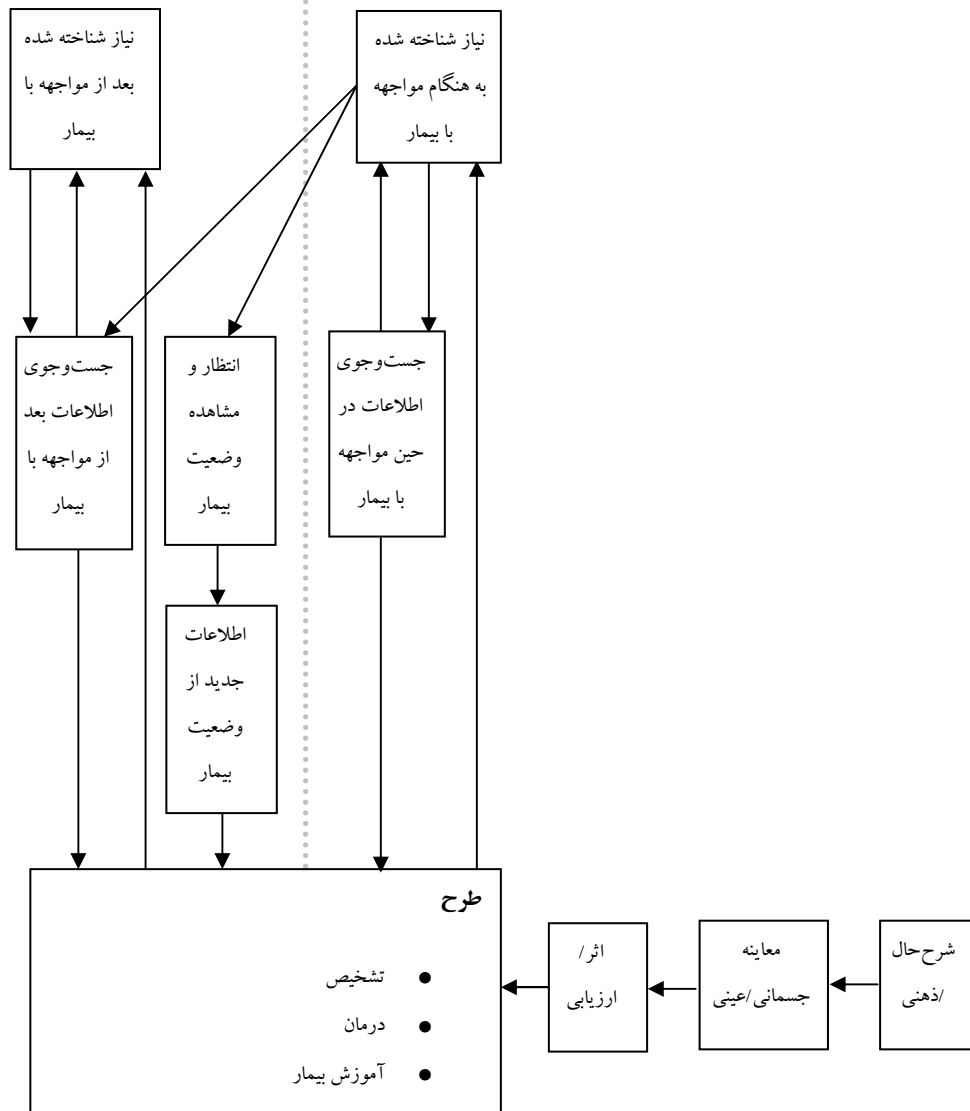 نیاز شناخته شده
به هنگام مواجهه
با بیمار
نیاز شناخته شده
بعد از مواجهه با
بیمار
جست‌وجوی
اطلاعات در
حین مواجهه
با بیمار
انتظار و
مشاهده
وضعیت
بیمار
جست‌وجوی
اطلاعات بعد
از مواجهه با
بیمار
اطلاعات
جدید از
وضعیت
بیمار
شرح‌حال
/ذهنی
معاینه
جسمانی/عینی
اثر/
ارزیابی
طرح
● تشخیص
● درمان
● آموزش بیمار